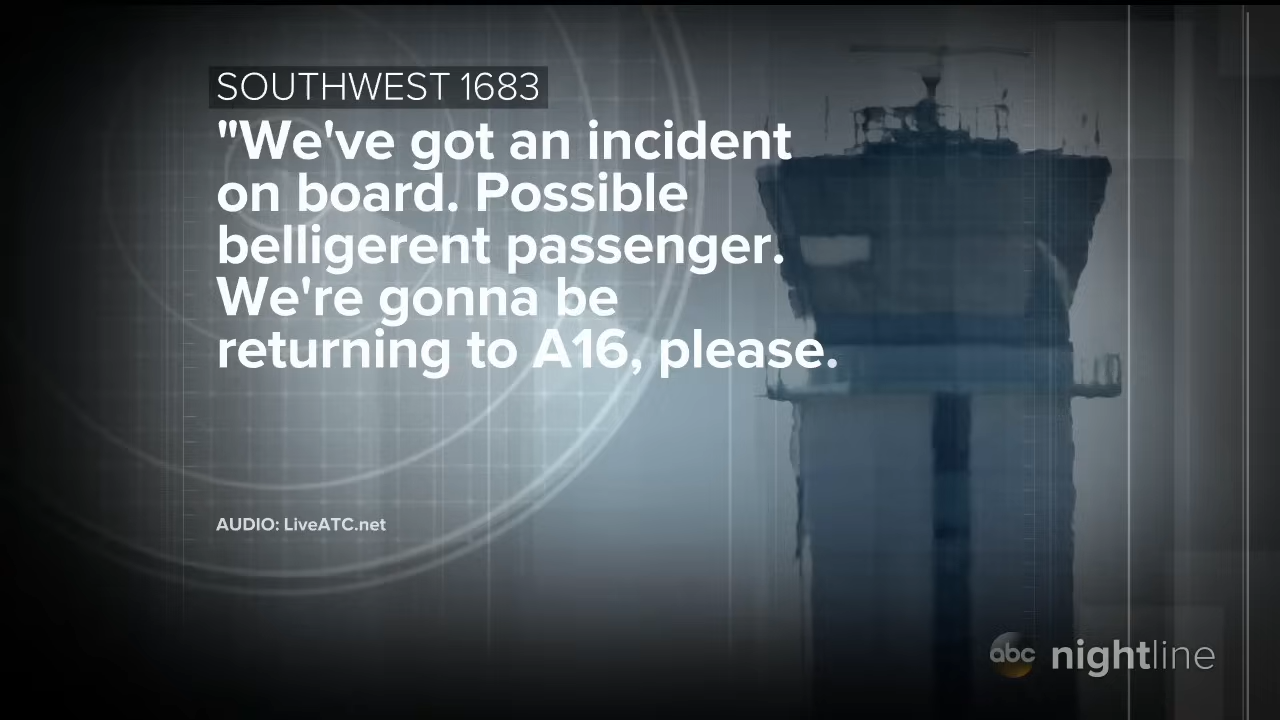 SOUTHWEST 1683
"We've got an incident
on board. Possible
belligerent passenger.
We're gonna be
returning to A16, please.
AUDIO: LiveATC.net
abc nightline